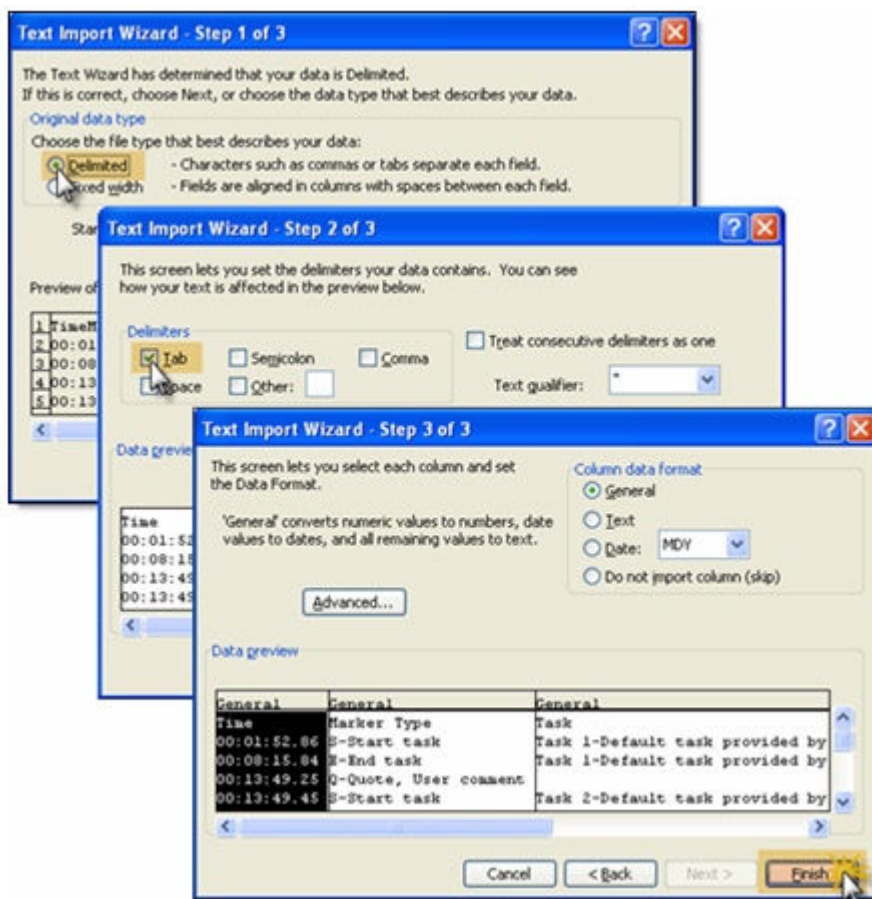 Text Import Wizard - Step 1 of 3
The Text Wizard has determined that your data is Delimited.
If this is correct, choose Next, or choose the data type that best describes your data.
Original data type
Choose the file type that best describes your data:
Delimited - Characters such as commas or tabs separate each field.
width - Fields are aligned in columns with spaces between each field.
Preview of
1
2 00:01
3 00:08
4 00:13
5 00:13
Text Import Wizard - Step 2 of 3
This screen lets you set the delimiters your data contains. You can see
how your text is affected in the preview below.
Delimiters
Tab Semicolon Comma Treat consecutive delimiters as one
Other: Text qualifier: "
Data
Time
00:01:52
00:08:15
00:13:49
00:13:49
Text Import Wizard - Step 3 of 3
This screen lets you select each column and set
the Data Format.
'General' converts numeric values to numbers, date
values to dates, and all remaining values to text.
Advanced...
Column data format
General
Text
Date: MDY
Do not import column (skip)
Data preview
General General General
Time Marker Type Task
00:01:52.86 S-Start task Task 1-Default task provided by
00:08:15.84 E-End task Task 1-Default task provided by
00:13:49.25 Q-Quote, User comment
00:13:49.45 S-Start task Task 2-Default task provided by
Cancel < Back Next > Finish